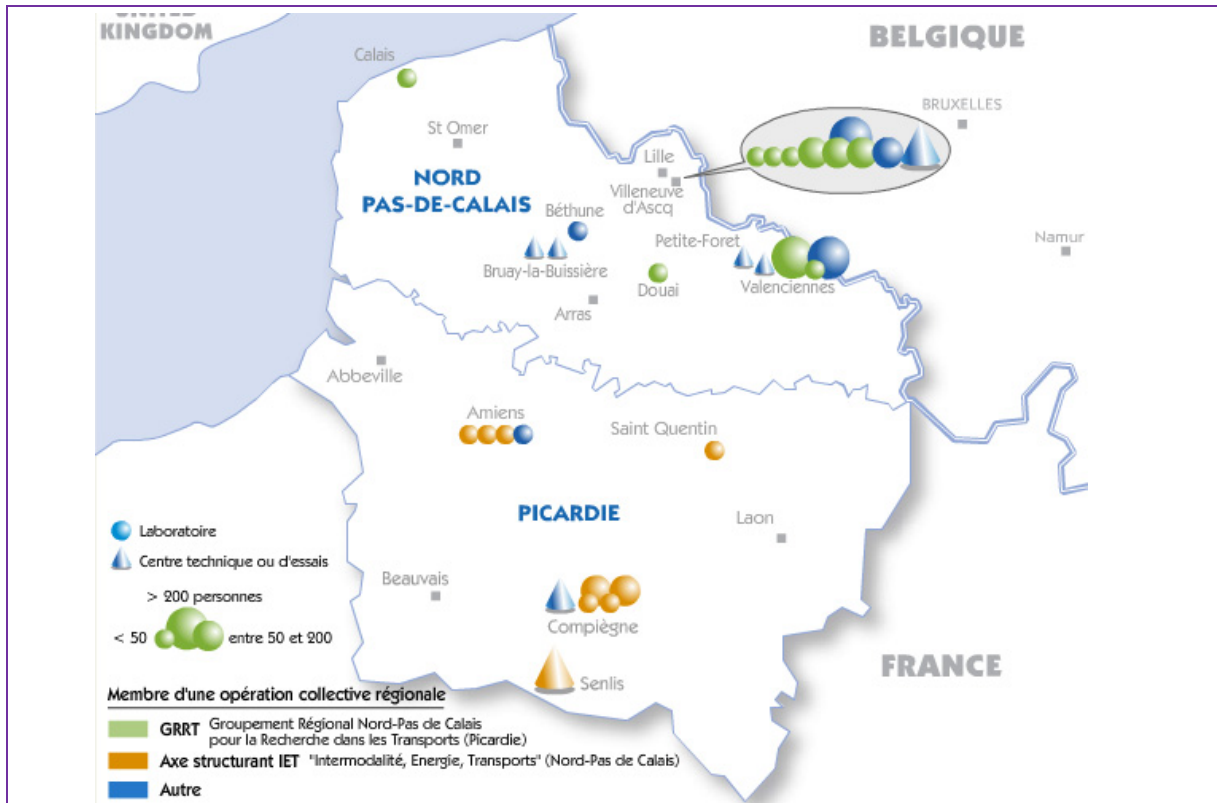 UNITED
KINGDOM
BELGIQUE
Calais
BRUXELLES
St Omer
Lille
NORD
PAS-DE-CALAIS
Villeneuve
d'Ascq
Béthune
Petite-Foret
Namur
Bruay-la-Buissière
Douai
Valenciennes
Arras
Abbeville
Amiens
Saint Quentin
PICARDIE
Laon
Laboratoire
Centre technique ou d'essais
Beauvais
> 200 personnes
< 50
entre 50 et 200
Compiègne
FRANCE
Senlis
Membre d'une opération collective régionale
GRRT Groupement Régional Nord-Pas de Calais
pour la Recherche dans les Transports (Picardie)
Axe structurant IET "Intermodalité, Energie, Transports" (Nord-Pas de Calais)
Autre